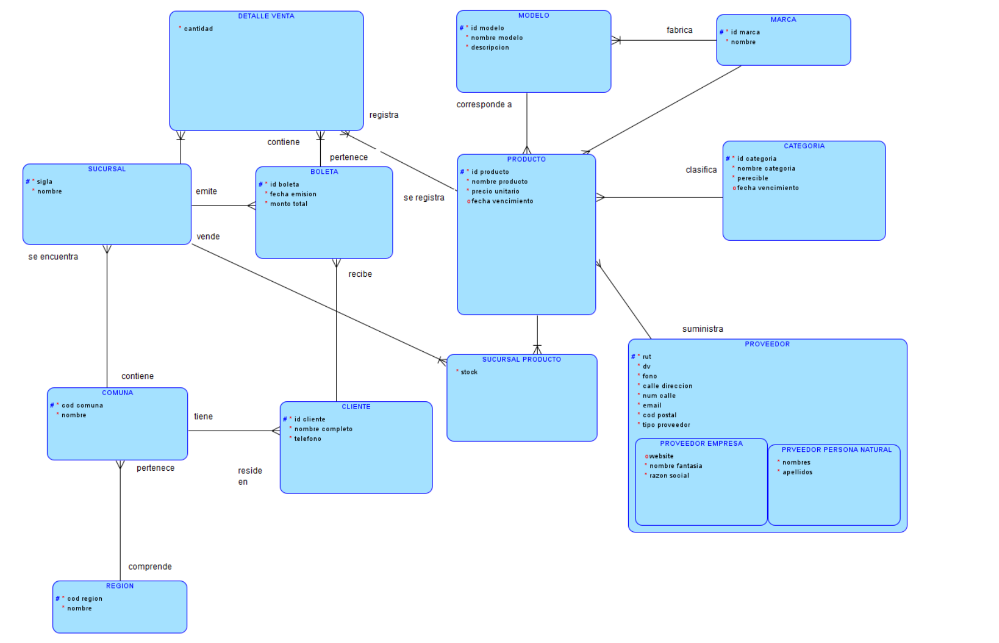 DETALLE VENTA
* cantidad
MODELO
# * id modelo
* nombre modelo
* descripcion
fabrica
MARCA
# * id marca
* nombre
corresponde a
registra
contiene
pertenece
SUCURSAL
# * sigla
* nombre
emite
BOLETA
# * id boleta
* fecha emision
* monto total
se registra
PRODUCTO
# * id producto
* nombre producto
* precio unitario
o fecha vencimiento
clasifica
CATEGORIA
# * id categoria
* nombre categoria
* perecible
o fecha vencimiento
vende
se encuentra
recibe
suministra
PROVEEDOR
# * rut
* dv
* fono
* calle direccion
* num calle
* email
* cod postal
* tipo proveedor
PROVEEDOR EMPRESA
o website
* nombre fantasia
* razon social
PRVEEDOR PERSONA NATURAL
* nombres
* apellidos
SUCURSAL PRODUCTO
* stock
contiene
COMUNA
# * cod comuna
* nombre
tiene
CLIENTE
# * id cliente
* nombre completo
* telefono
pertenece
reside
en
comprende
REGION
# * cod region
* nombre